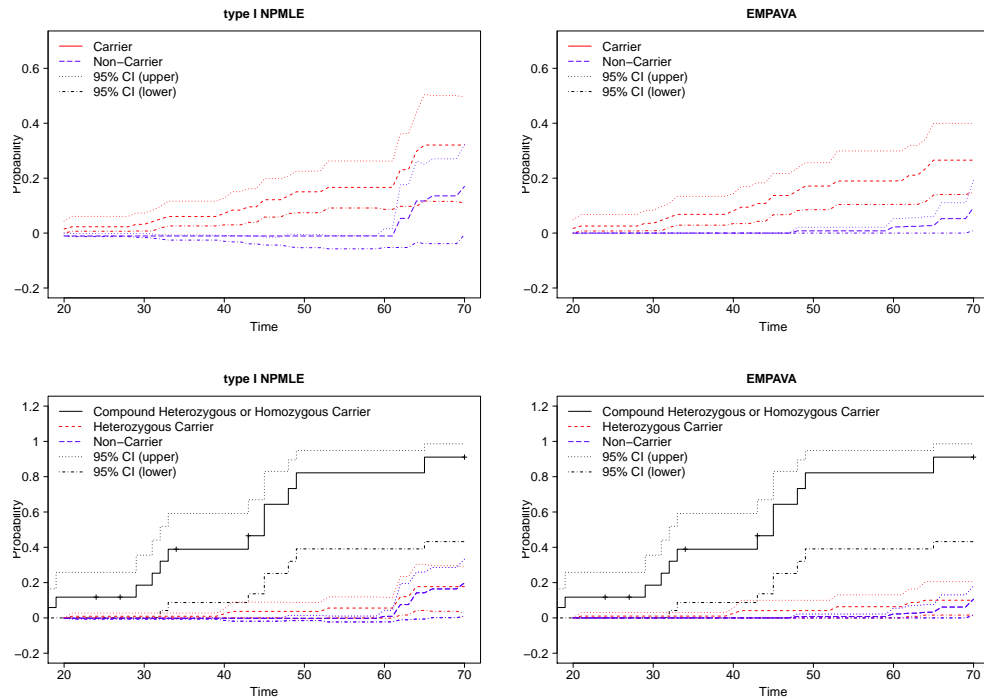 type I NPMLE
Carrier
Non−Carrier
95% CI (upper)
95% CI (lower)
Probability
0.6
0.4
0.2
0
−0.2
20 30 40 50 60 70
Time
EMPAVA
Carrier
Non−Carrier
95% CI (upper)
95% CI (lower)
Probability
0.6
0.4
0.2
0
−0.2
20 30 40 50 60 70
Time
type I NPMLE
Compound Heterozygous or Homozygous Carrier
Heterozygous Carrier
Non−Carrier
95% CI (upper)
95% CI (lower)
Probability
1.2
1
0.8
0.6
0.4
0.2
0
−0.2
20 30 40 50 60 70
Time
EMPAVA
Compound Heterozygous or Homozygous Carrier
Heterozygous Carrier
Non−Carrier
95% CI (upper)
95% CI (lower)
Probability
1.2
1
0.8
0.6
0.4
0.2
0
−0.2
20 30 40 50 60 70
Time